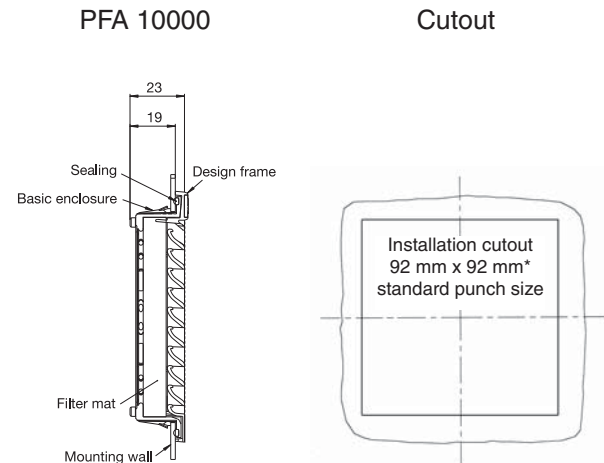 PFA 10000
Cutout
23
19
Sealing
Design frame
Basic enclosure
Installation cutout
92 mm x 92 mm*
standard punch size
Filter mat
Mounting wall